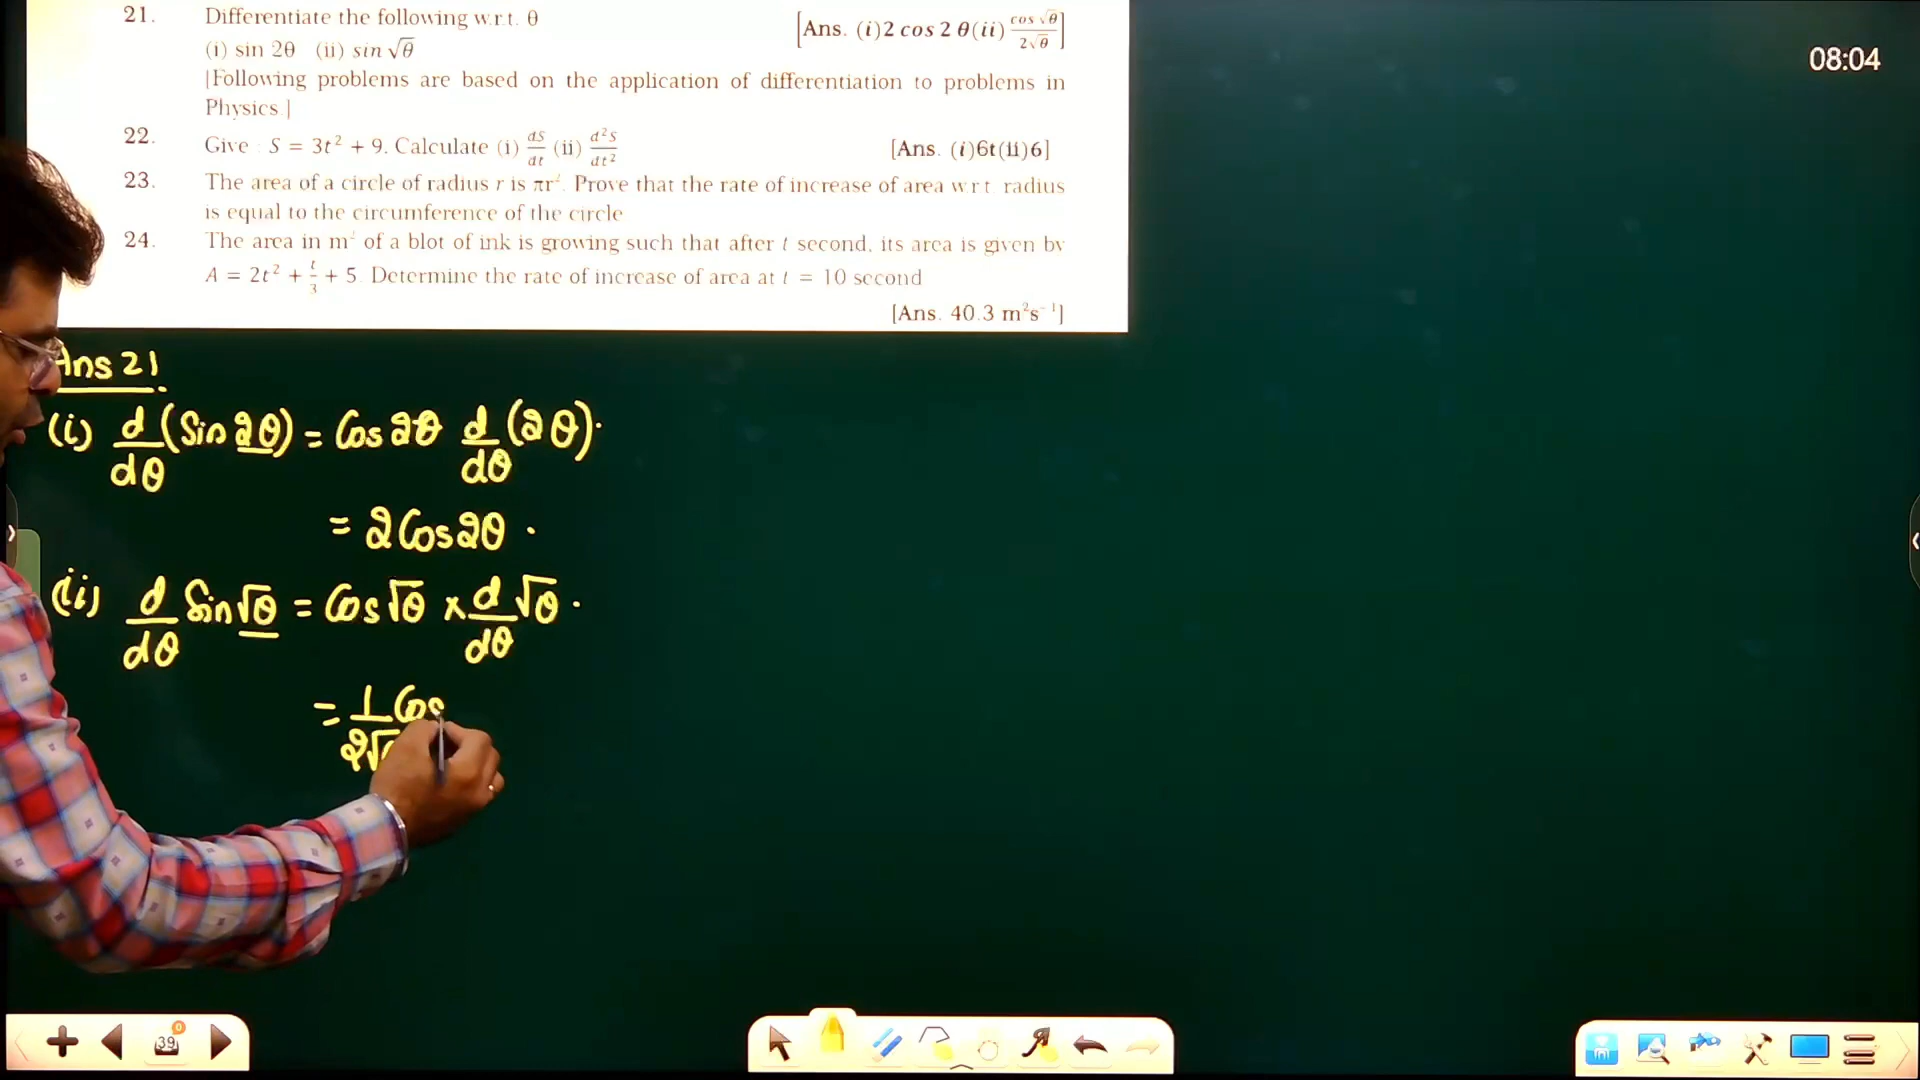 21. Differentiate the following w.r.t. θ [Ans. (i)2 cos 2 θ(ii) cos √θ / 2√θ]
(i) sin 2θ (ii) sin √θ
[Following problems are based on the application of differentiation to problems in
Physics.]
22. Give : S = 3t² + 9. Calculate (i) dS/dt (ii) d²S/dt² [Ans. (i)6t(ii)6]
23. The area of a circle of radius r is πr². Prove that the rate of increase of area w.r.t. radius
is equal to the circumference of the circle
24. The area in m² of a blot of ink is growing such that after t second, its area is given by
A = 2t² + t/3 + 5. Determine the rate of increase of area at t = 10 second
[Ans. 40.3 m²s⁻¹]
08:04
Ans 21
(i) d/dθ (Sin 2θ) = Cos 2θ d/dθ (2θ).
= 2 Cos 2θ .
(ii) d/dθ Sin √θ = Cos √θ × d/dθ √θ .
= 1/2√ Cos
39
0